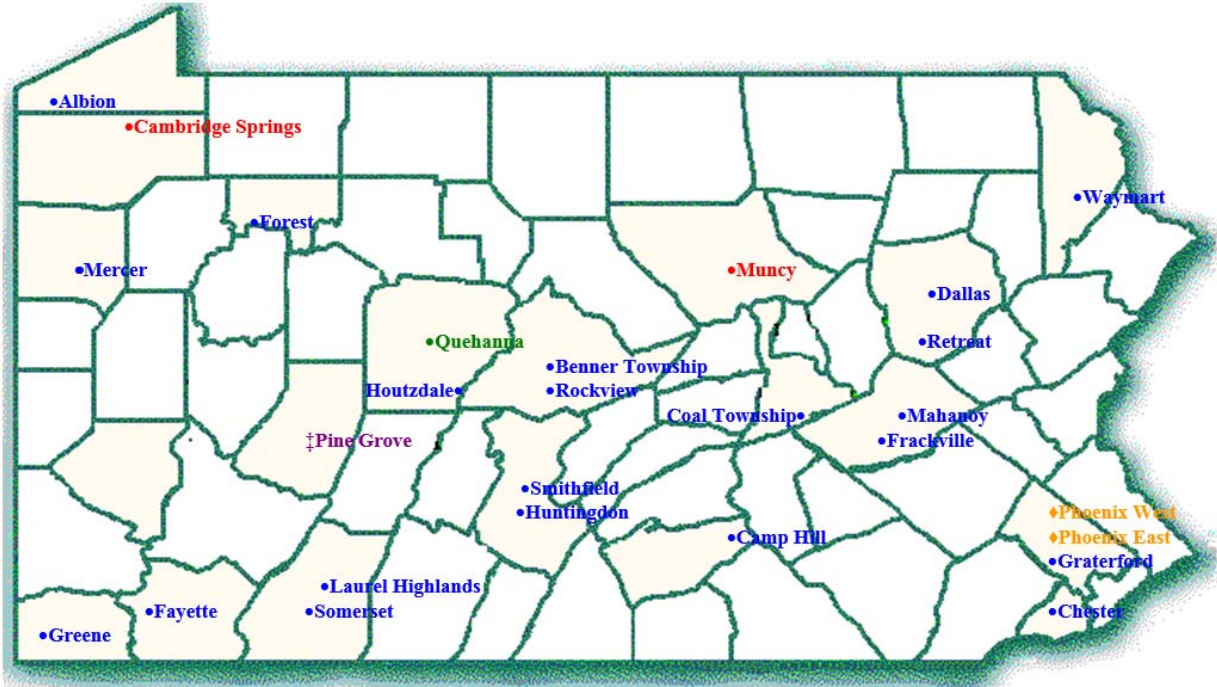 •Albion
•Cambridge Springs
•Waymart
•Forest
•Mercer
•Muncy
•Dallas
•Quehanna
•Retreat
•Benner Township
Houtzdale•
•Rockview
Coal Township•
•Mahanoy
‡Pine Grove
•Frackville
•Smithfield
•Huntingdon
♦Phoenix West
•Camp Hill
♦Phoenix East
•Graterford
•Laurel Highlands
•Fayette
•Somerset
•Chester
•Greene